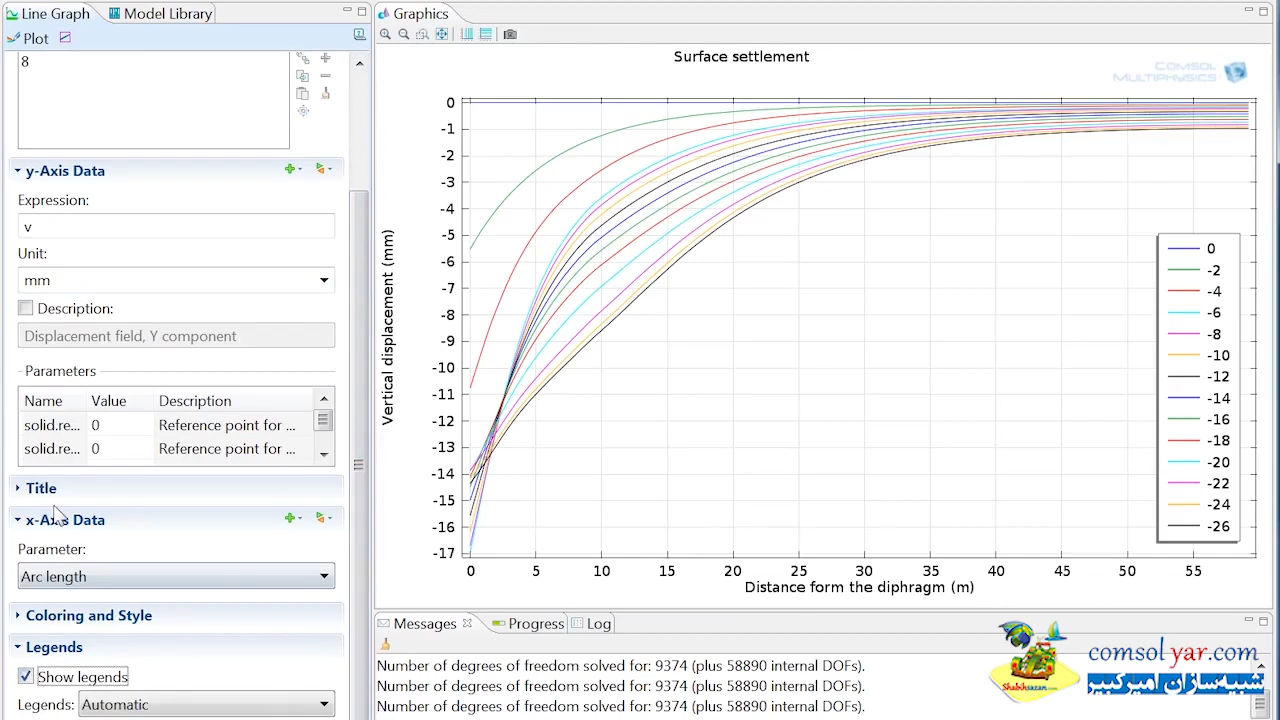 Line Graph
Model Library
Plot
8
y-Axis Data
Expression:
v
Unit:
mm
Description:
Displacement field, Y component
Parameters
Name Value Description
solid.re... 0 Reference point for ...
solid.re... 0 Reference point for ...
Title
x-Axis Data
Parameter:
Arc length
Coloring and Style
Legends
Show legends
Legends: Automatic
Graphics
Surface settlement
COMSOL
MULTIPHYSICS
Vertical displacement (mm)
0
-1
-2
-3
-4
-5
-6
-7
-8
-9
-10
-11
-12
-13
-14
-15
-16
-17
0 5 10 15 20 25 30 35 40 45 50 55
Distance form the diphragm (m)
0
-2
-4
-6
-8
-10
-12
-14
-16
-18
-20
-22
-24
-26
Messages
Progress
Log
Number of degrees of freedom solved for: 9374 (plus 58890 internal DOFs).
Number of degrees of freedom solved for: 9374 (plus 58890 internal DOFs).
Number of degrees of freedom solved for: 9374 (plus 58890 internal DOFs).
comsol yar.com
شبیه سازان امیرکبیر
Shabihsazan.com